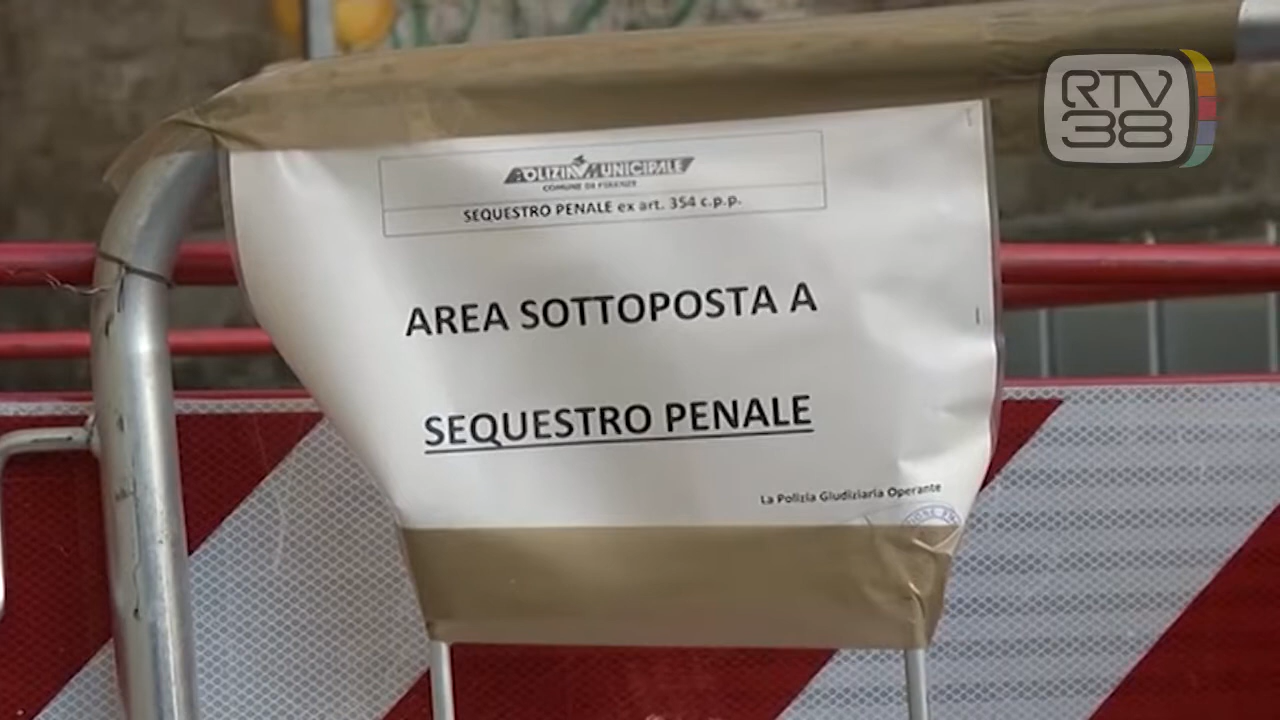 RTV
38
POLIZIA MUNICIPALE
COMUNE DI FIRENZE
SEQUESTRO PENALE ex art. 354 c.p.p.
AREA SOTTOPOSTA A
SEQUESTRO PENALE
La Polizia Giudiziaria Operante